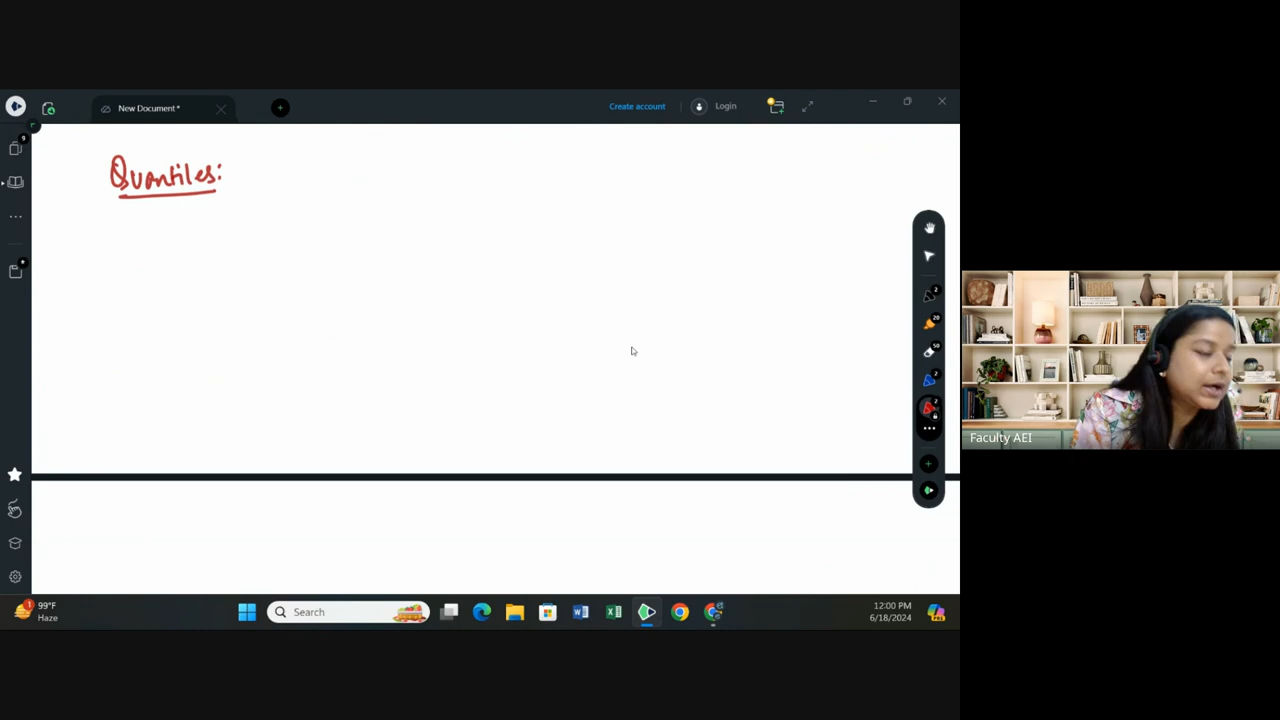 New Document*
Create account
Login
Quantiles:
Faculty AEI
99°F
Haze
Search
12:00 PM
6/18/2024